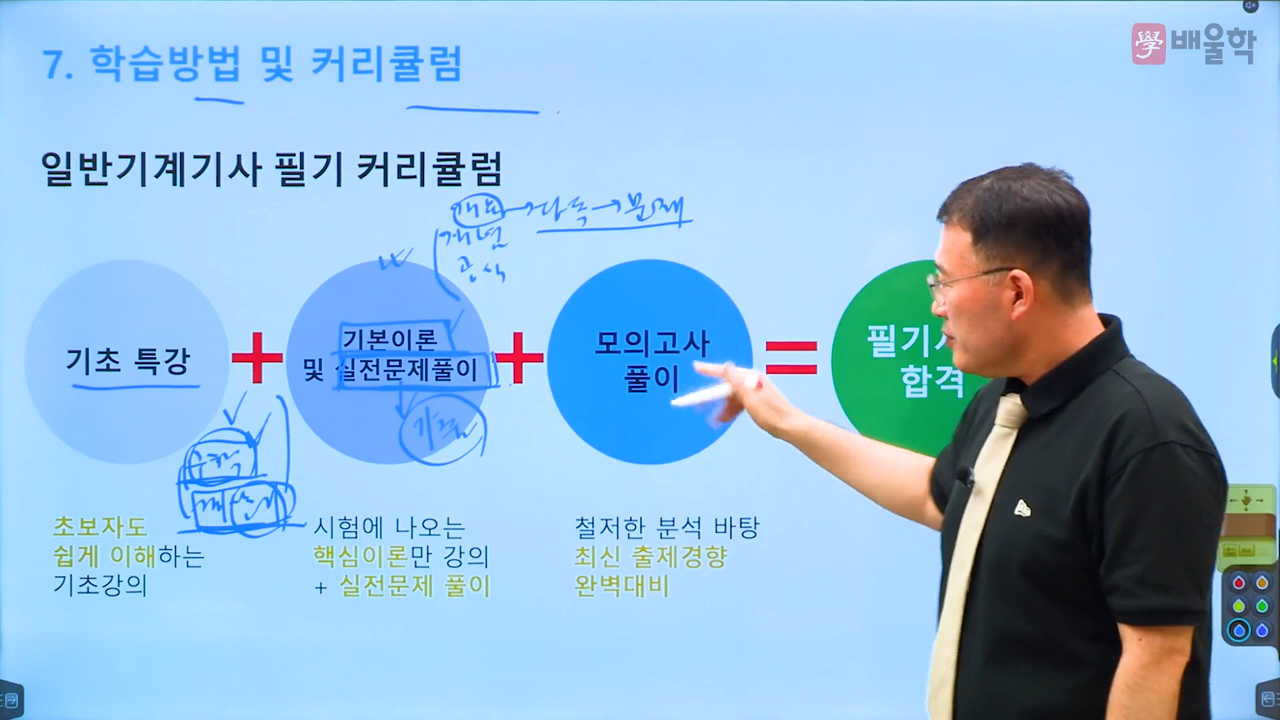 7. 학습방법 및 커리큘럼
學 배울학
일반기계기사 필기 커리큘럼
개요 → 다독 → 문제
개념
공식
기초 특강
기본이론
및 실전문제풀이
모의고사
풀이
합격
초보자도
쉽게 이해하는
기초강의
시험에 나오는
핵심이론만 강의
+ 실전문제 풀이
철저한 분석 바탕
최신 출제경향
완벽대비